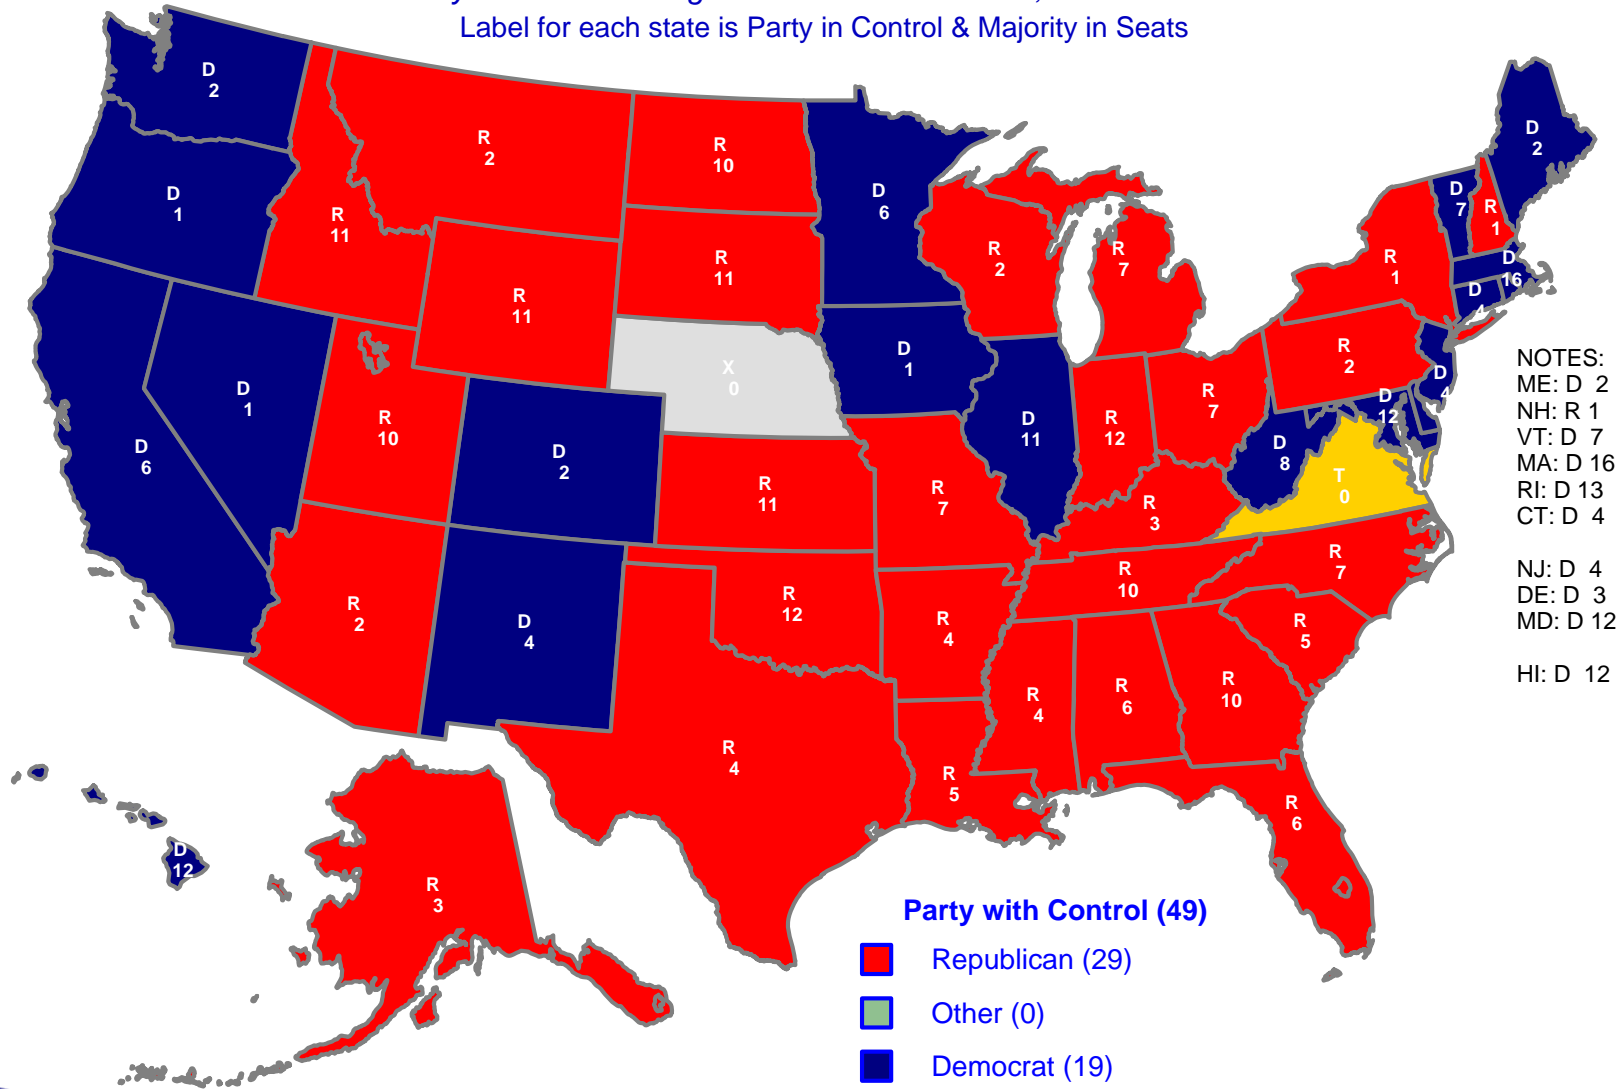 Label for each state is Party in Control & Majority in Seats
D
2
R
2
R
10
D
2
D
1
R
11
D
6
D
7
R
1
R
2
R
7
R
1
D
16
R
11
R
11
D
4
X
0
D
1
R
2
D
4
D
1
R
10
D
6
D
2
R
11
R
7
D
11
R
12
R
7
D
8
D
12
T
0
R
3
R
2
D
4
R
12
R
4
R
10
R
7
R
5
R
4
R
5
R
4
R
6
R
10
R
6
D
12
R
3
NOTES:
ME: D 2
NH: R 1
VT: D 7
MA: D 16
RI: D 13
CT: D 4
NJ: D 4
DE: D 3
MD: D 12
HI: D 12
Party with Control (49)
Republican (29)
Other (0)
Democrat (19)